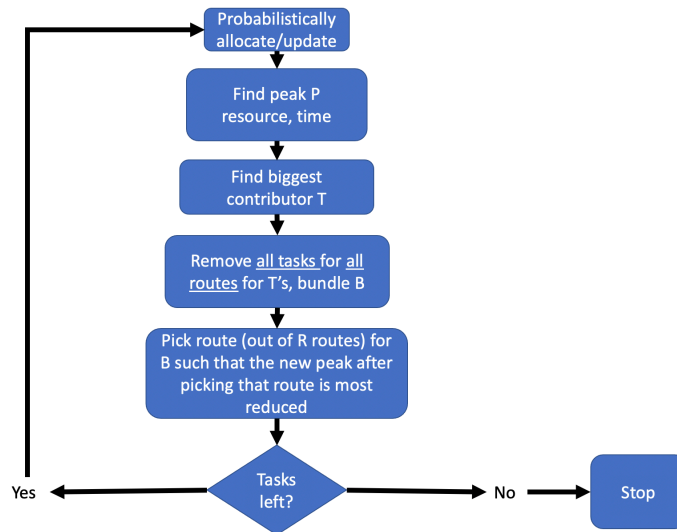 Probabilistically
allocate/update
Find peak P
resource, time
Find biggest
contributor T
Remove all tasks for all
routes for T's, bundle B
Pick route (out of R routes) for
B such that the new peak after
picking that route is most
reduced
Tasks
left?
Yes
No
Stop